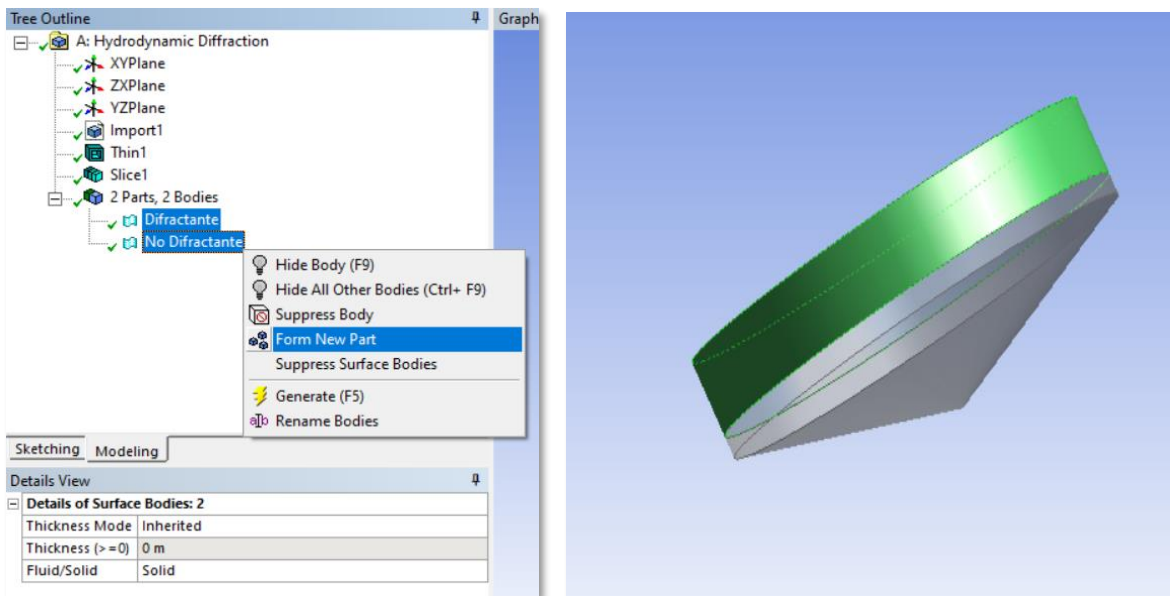 Tree Outline
Graph
A: Hydrodynamic Diffraction
XYPlane
ZXPlane
YZPlane
Import1
Thin1
Slice1
2 Parts, 2 Bodies
Difractante
No Difractante
Hide Body (F9)
Hide All Other Bodies (Ctrl+ F9)
Suppress Body
Form New Part
Suppress Surface Bodies
Generate (F5)
Rename Bodies
Sketching Modeling
Details View
Details of Surface Bodies: 2
Thickness Mode Inherited
Thickness (>=0) 0 m
Fluid/Solid Solid